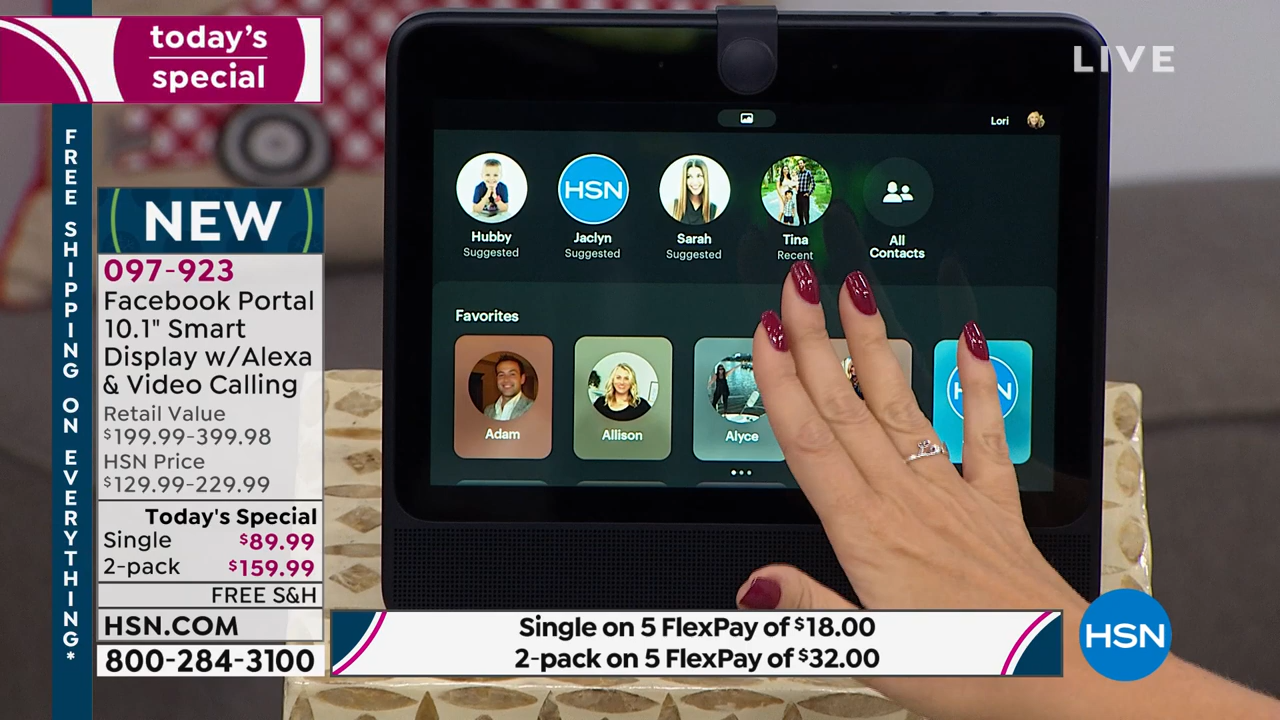 today's
special
FREE SHIPPING ON EVERYTHING*
NEW
097-923
Facebook Portal
10.1" Smart
Display w/Alexa
& Video Calling
Retail Value
$199.99-399.98
HSN Price
$129.99-229.99
Today's Special
Single $89.99
2-pack $159.99
FREE S&H
HSN.COM
800-284-3100
LIVE
Lori
HSN
Hubby
Suggested
Jaclyn
Suggested
Sarah
Suggested
Tina
Recent
All
Contacts
Favorites
Adam
Allison
Alyce
Single on 5 FlexPay of $18.00
2-pack on 5 FlexPay of $32.00
HSN